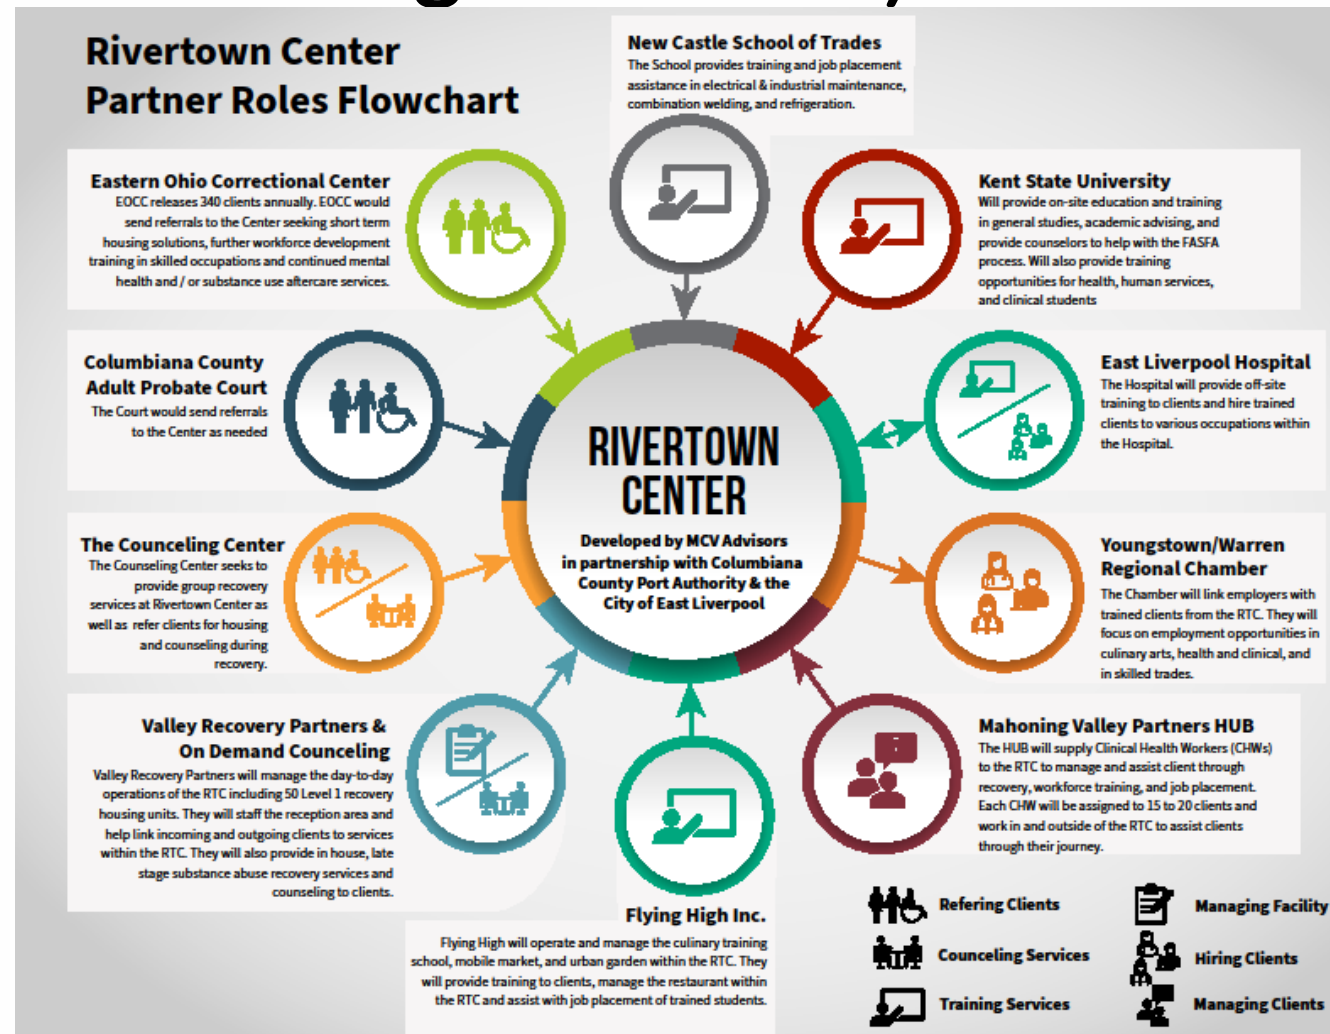 Rivertown Center
Partner Roles Flowchart
New Castle School of Trades
The School provides training and job placement
assistance in electrical & industrial maintenance,
combination welding, and refrigeration.
Eastern Ohio Correctional Center
EOCC releases 340 clients annually. EOCC would
send referrals to the Center seeking short term
housing solutions, further workforce development
training in skilled occupations and continued mental
health and / or substance use aftercare services.
Kent State University
Will provide on-site education and training
in general studies, academic advising, and
provide counselors to help with the FASFA
process. Will also provide training
opportunities for health, human services,
and clinical students
Columbiana County
Adult Probate Court
The Court would send referrals
to the Center as needed
East Liverpool Hospital
The Hospital will provide off-site
training to clients and hire trained
clients to various occupations within
the Hospital.
RIVERTOWN
CENTER
Developed by MCV Advisors
in partnership with Columbiana
County Port Authority & the
City of East Liverpool
The Counceling Center
The Counseling Center seeks to
provide group recovery
services at Rivertown Center as
well as refer clients for housing
and counseling during
recovery.
Youngstown/Warren
Regional Chamber
The Chamber will link employers with
trained clients from the RTC. They will
focus on employment opportunities in
culinary arts, health and clinical, and
in skilled trades.
Valley Recovery Partners &
On Demand Counceling
Valley Recovery Partners will manage the day-to-day
operations of the RTC including 50 Level 1 recovery
housing units. They will staff the reception area and
help link incoming and outgoing clients to services
within the RTC. They will also provide in house, late
stage substance abuse recovery services and
counseling to clients.
Mahoning Valley Partners HUB
The HUB will supply Clinical Health Workers (CHWs)
to the RTC to manage and assist client through
recovery, workforce training, and job placement.
Each CHW will be assigned to 15 to 20 clients and
work in and outside of the RTC to assist clients
through their journey.
Flying High Inc.
Flying High will operate and manage the culinary training
school, mobile market, and urban garden within the RTC. They
will provide training to clients, manage the restaurant within
the RTC and assist with job placement of trained students.
Refering Clients
Counceling Services
Training Services
Managing Facility
Hiring Clients
Managing Clients